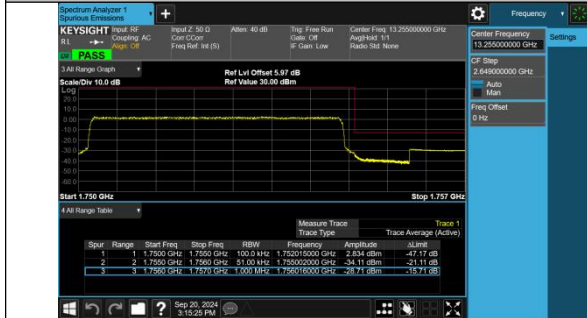 Spectrum Analyzer 1
Spurious Emissions
+
Frequency
KEYSIGHT Input: RF Input Z: 50 Ω Atten: 40 dB Trig: Free Run Center Freq: 13.255000000 GHz
RL Coupling: AC Corr CCorr Gate: Off Avg|Hold: 1/1
Align: Off Freq Ref: Int (S) IF Gain: Low Radio Std: None
PASS
Center Frequency
13.255000000 GHz
Settings
CF Step
2.649000000 GHz
Auto
Man
Freq Offset
0 Hz
3 All Range Graph
Ref Lvl Offset 5.97 dB
Scale/Div 10.0 dB Ref Value 30.00 dBm
Log
20.0
10.0
0.00
-10.0
-20.0
-30.0
-40.0
-50.0
-60.0
Start 1.750 GHz Stop 1.757 GHz
4 All Range Table
Measure Trace Trace 1
Trace Type Trace Average (Active)
Spur Range Start Freq Stop Freq RBW Frequency Amplitude ΔLimit
1 1 1.7500 GHz 1.7550 GHz 100.0 kHz 1.752015000 GHz 2.834 dBm -47.17 dB
2 2 1.7550 GHz 1.7560 GHz 51.00 kHz 1.755002000 GHz -34.11 dBm -21.11 dB
3 3 1.7560 GHz 1.7570 GHz 1.000 MHz 1.756016000 GHz -28.71 dBm -15.71 dB
? Sep 20, 2024
3:15:25 PM